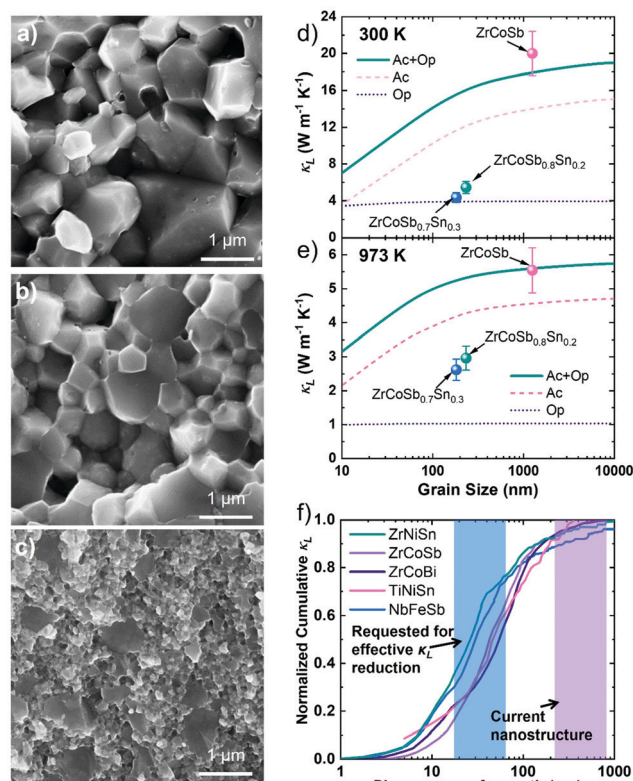 a)
1 µm
b)
1 µm
c)
1 µm
d)
300 K
24
20
16
12
8
4
0
κL (W m-1 K-1)
Ac+Op
Ac
Op
ZrCoSb
ZrCoSb0.8Sn0.2
ZrCoSb0.7Sn0.3
e)
973 K
6
5
4
3
2
1
0
κL (W m-1 K-1)
ZrCoSb
ZrCoSb0.8Sn0.2
ZrCoSb0.7Sn0.3
Ac+Op
Ac
Op
10 100 1000 10000
Grain Size (nm)
f)
1.0
0.8
0.6
0.4
0.2
0.0
Normalized Cumulative κL
ZrNiSn
ZrCoSb
ZrCoBi
TiNiSn
NbFeSb
Requested for
effective κL
reduction
Current
nanostructure
1 10 100 1000